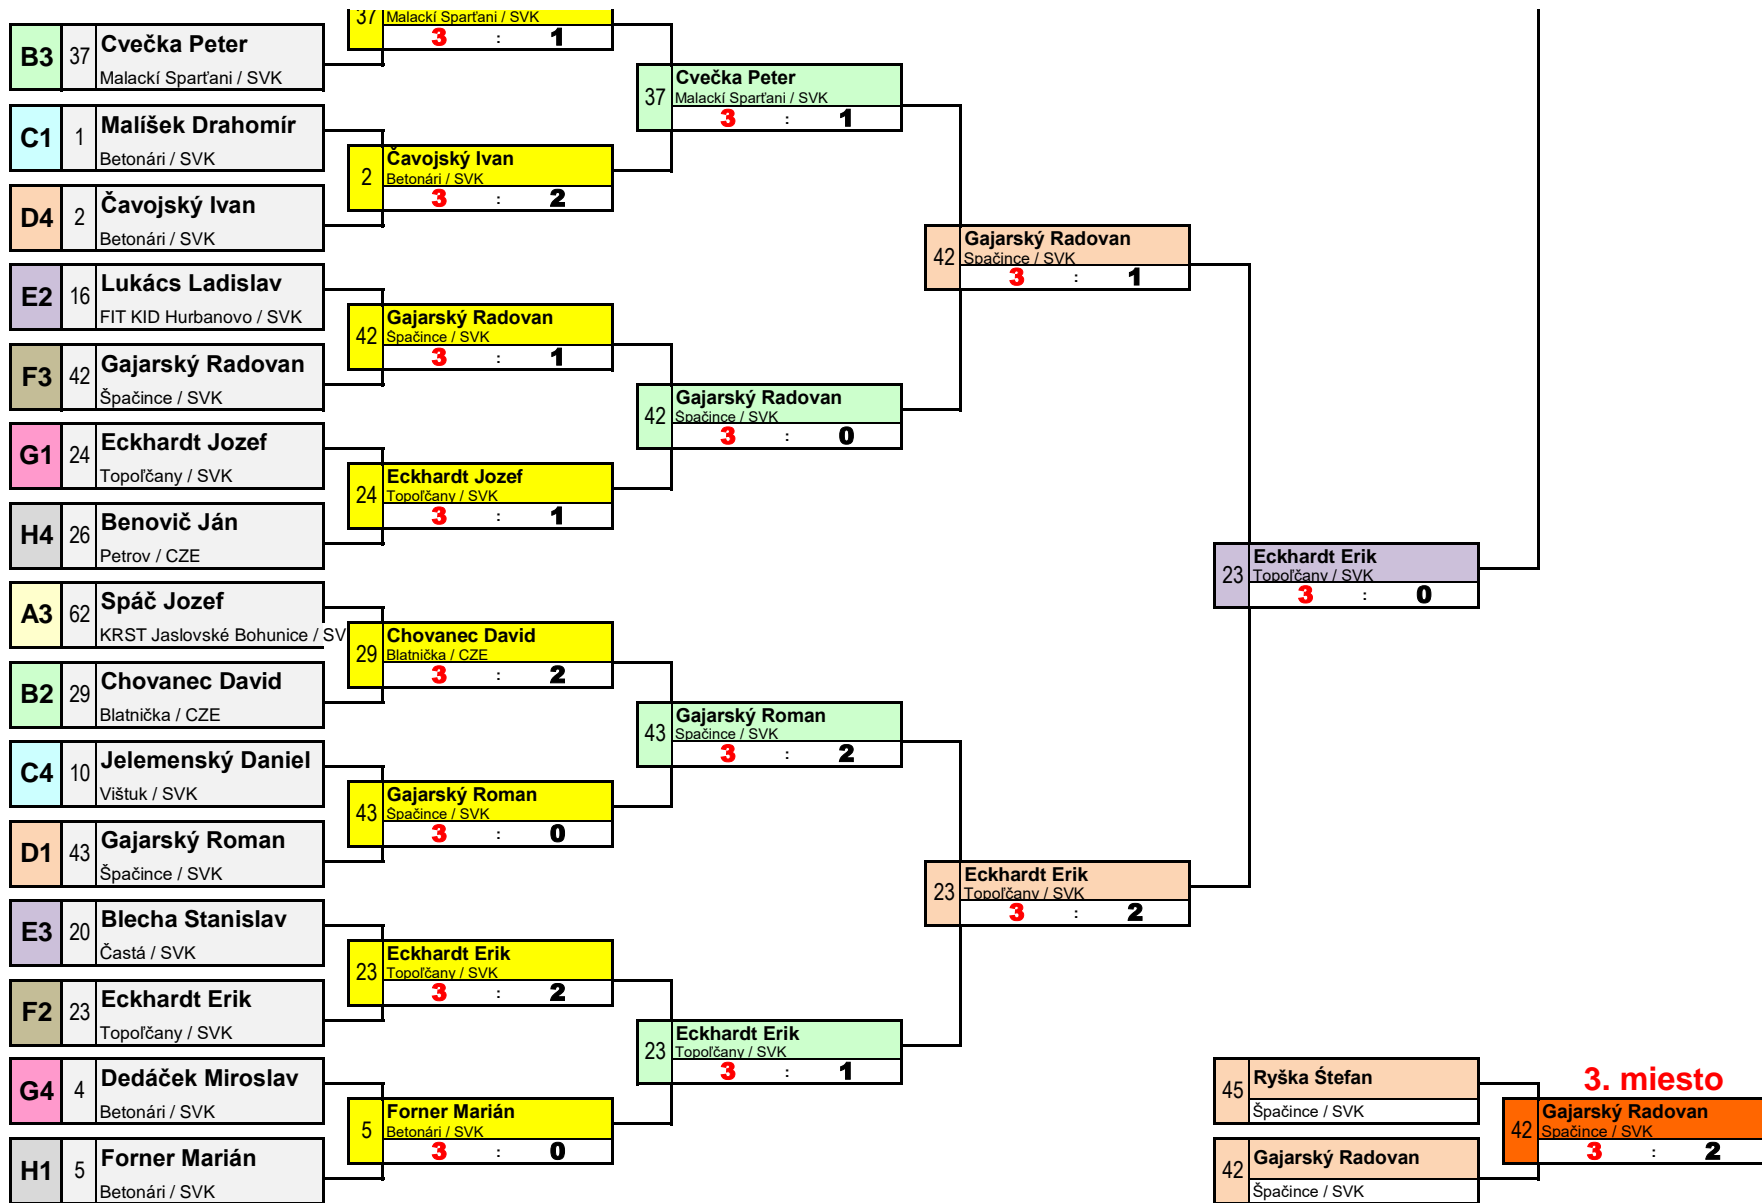 37 Malackí Sparťani / SVK
3 : 1
B3 37 Cvečka Peter
Malackí Sparťani / SVK
37 Cvečka Peter
Malackí Sparťani / SVK
3 : 1
C1 1 Malíšek Drahomír
Betonári / SVK
2 Čavojský Ivan
Betonári / SVK
3 : 2
D4 2 Čavojský Ivan
Betonári / SVK
42 Gajarský Radovan
Špačince / SVK
3 : 1
E2 16 Lukács Ladislav
FIT KID Hurbanovo / SVK
42 Gajarský Radovan
Špačince / SVK
3 : 1
F3 42 Gajarský Radovan
Špačince / SVK
42 Gajarský Radovan
Špačince / SVK
3 : 0
G1 24 Eckhardt Jozef
Topoľčany / SVK
24 Eckhardt Jozef
Topoľčany / SVK
3 : 1
H4 26 Benovič Ján
Petrov / CZE
23 Eckhardt Erik
Topoľčany / SVK
3 : 0
A3 62 Spáč Jozef
KRST Jaslovské Bohunice / SV
29 Chovanec David
Blatnička / CZE
3 : 2
B2 29 Chovanec David
Blatnička / CZE
43 Gajarský Roman
Špačince / SVK
3 : 2
C4 10 Jelemenský Daniel
Vištuk / SVK
43 Gajarský Roman
Špačince / SVK
3 : 0
D1 43 Gajarský Roman
Špačince / SVK
23 Eckhardt Erik
Topoľčany / SVK
3 : 2
E3 20 Blecha Stanislav
Častá / SVK
23 Eckhardt Erik
Topoľčany / SVK
3 : 2
F2 23 Eckhardt Erik
Topoľčany / SVK
23 Eckhardt Erik
Topoľčany / SVK
3 : 1
G4 4 Dedáček Miroslav
Betonári / SVK
5 Forner Marián
Betonári / SVK
3 : 0
H1 5 Forner Marián
Betonári / SVK
45 Ryška Śtefan
Špačince / SVK
3. miesto
42 Gajarský Radovan
Špačince / SVK
3 : 2
42 Gajarský Radovan
Špačince / SVK